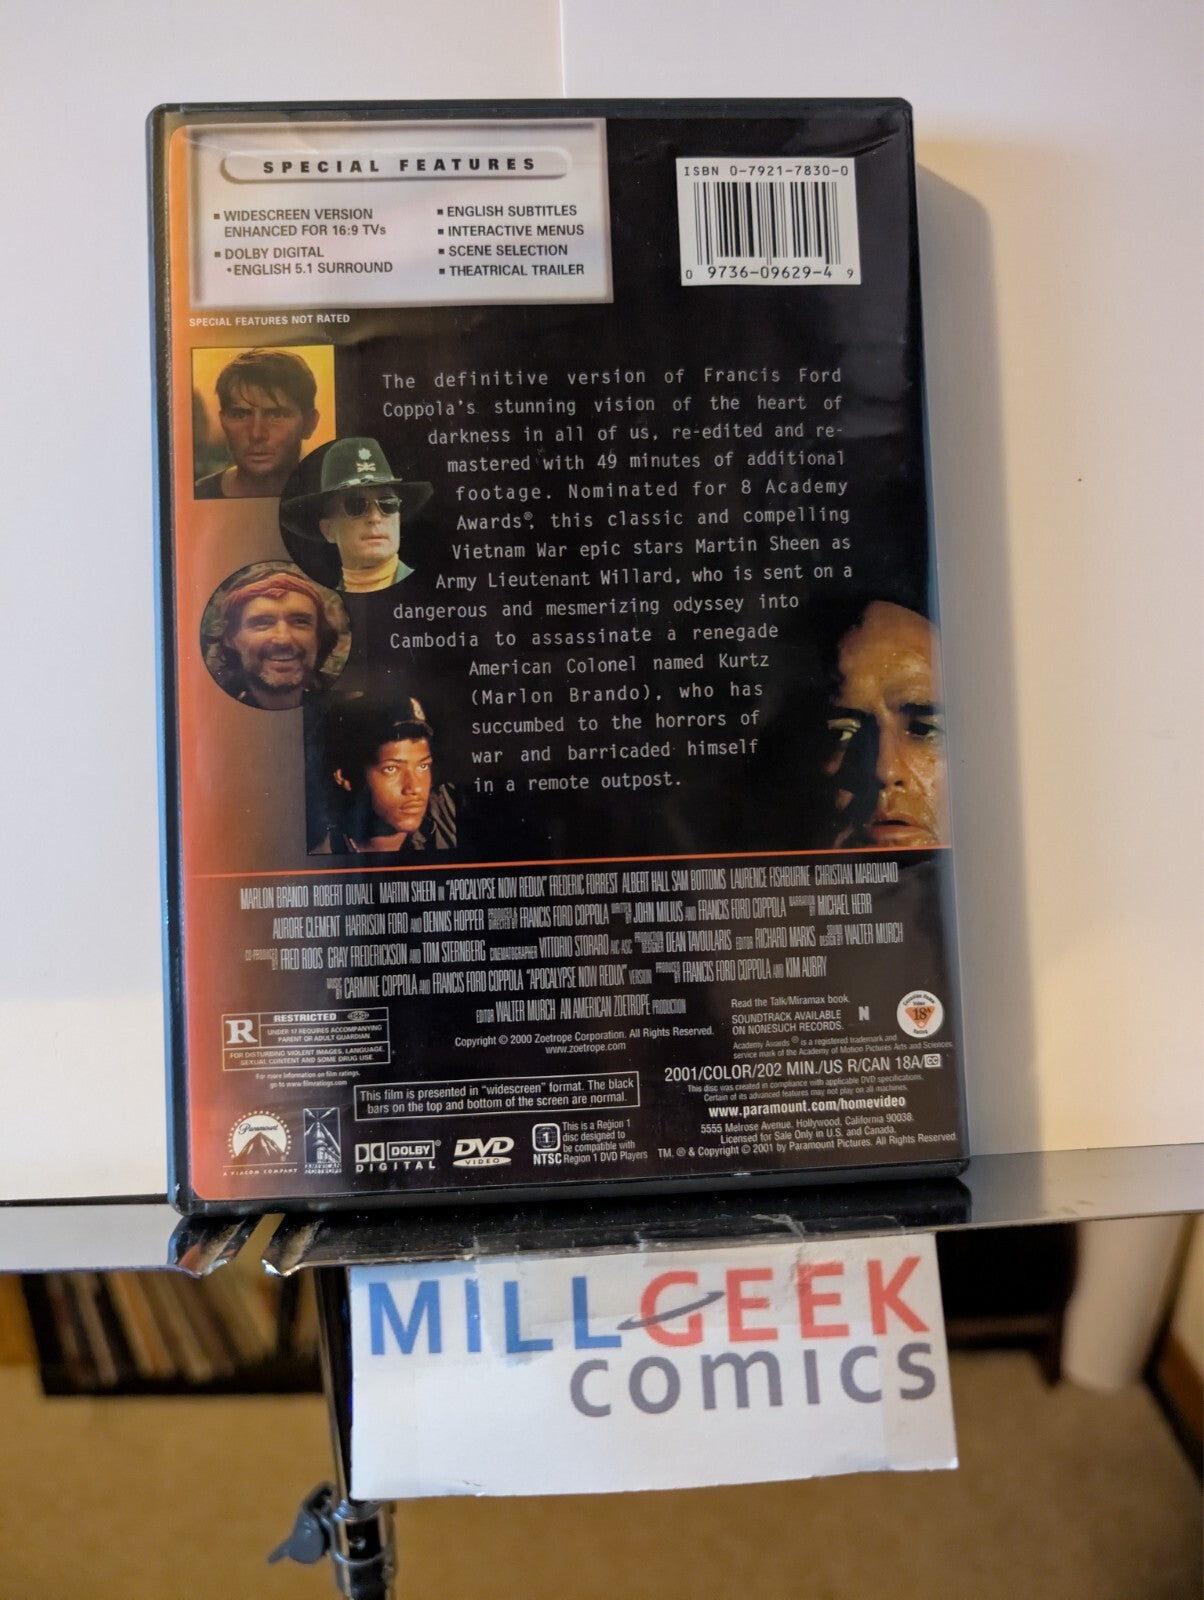 SPECIAL FEATURES
▪ WIDESCREEN VERSION
ENHANCED FOR 16:9 TVs
▪ DOLBY DIGITAL
•ENGLISH 5.1 SURROUND
▪ ENGLISH SUBTITLES
▪ INTERACTIVE MENUS
▪ SCENE SELECTION
▪ THEATRICAL TRAILER
SPECIAL FEATURES NOT RATED
ISBN 0-7921-7830-0
0 9736-09629-4 9
The definitive version of Francis Ford
Coppola's stunning vision of the heart of
darkness in all of us, re-edited and re-
mastered with 49 minutes of additional
footage. Nominated for 8 Academy
Awards®, this classic and compelling
Vietnam War epic stars Martin Sheen as
Army Lieutenant Willard, who is sent on a
dangerous and mesmerizing odyssey into
Cambodia to assassinate a renegade
American Colonel named Kurtz
(Marlon Brando), who has
succumbed to the horrors of
war and barricaded himself
in a remote outpost.
MARLON BRANDO ROBERT DUVALL MARTIN SHEEN IN "APOCALYPSE NOW REDUX" FREDERIC FORREST ALBERT HALL SAM BOTTOMS LAURENCE FISHBURNE CHRISTIAN MARQUAND
AURORE CLEMENT HARRISON FORD AND DENNIS HOPPER PRODUCED & DIRECTED BY FRANCIS FORD COPPOLA WRITTEN BY JOHN MILIUS AND FRANCIS FORD COPPOLA NARRATION BY MICHAEL HERR
CO-PRODUCED BY FRED ROOS GRAY FREDERICKSON AND TOM STERNBERG CINEMATOGRAPHER VITTORIO STORARO AIC ASC PRODUCTION DESIGNER DEAN TAVOULARIS EDITOR RICHARD MARKS SOUND DESIGN BY WALTER MURCH
MUSIC BY CARMINE COPPOLA AND FRANCIS FORD COPPOLA "APOCALYPSE NOW REDUX" VERSION PRODUCED BY FRANCIS FORD COPPOLA AND KIM AUBRY
EDITOR WALTER MURCH AN AMERICAN ZOETROPE PRODUCTION
R RESTRICTED
UNDER 17 REQUIRES ACCOMPANYING
PARENT OR ADULT GUARDIAN
FOR DISTURBING VIOLENT IMAGES, LANGUAGE,
SEXUAL CONTENT AND SOME DRUG USE.
For more information on film ratings,
go to www.filmratings.com
Copyright © 2000 Zoetrope Corporation. All Rights Reserved.
www.zoetrope.com
Read the Talk/Miramax book.
SOUNDTRACK AVAILABLE
ON NONESUCH RECORDS.
N
18A
Academy Awards ® is a registered trademark and
service mark of the Academy of Motion Pictures Arts and Sciences.
2001/COLOR/202 MIN./US R/CAN 18A/CC
This disc was created in compliance with applicable DVD specifications.
Certain of its advanced features may not play on all machines.
www.paramount.com/homevideo
5555 Melrose Avenue, Hollywood, California 90038.
Licensed for Sale Only in U.S. and Canada.
TM, ® & Copyright © 2001 by Paramount Pictures. All Rights Reserved.
This film is presented in "widescreen" format. The black
bars on the top and bottom of the screen are normal.
Paramount
A VIACOM COMPANY
DOLBY®
DIGITAL
DVD
VIDEO
1
NTSC
This is a Region 1
disc designed to
be compatible with
Region 1 DVD Players
MILLGEEK
comics